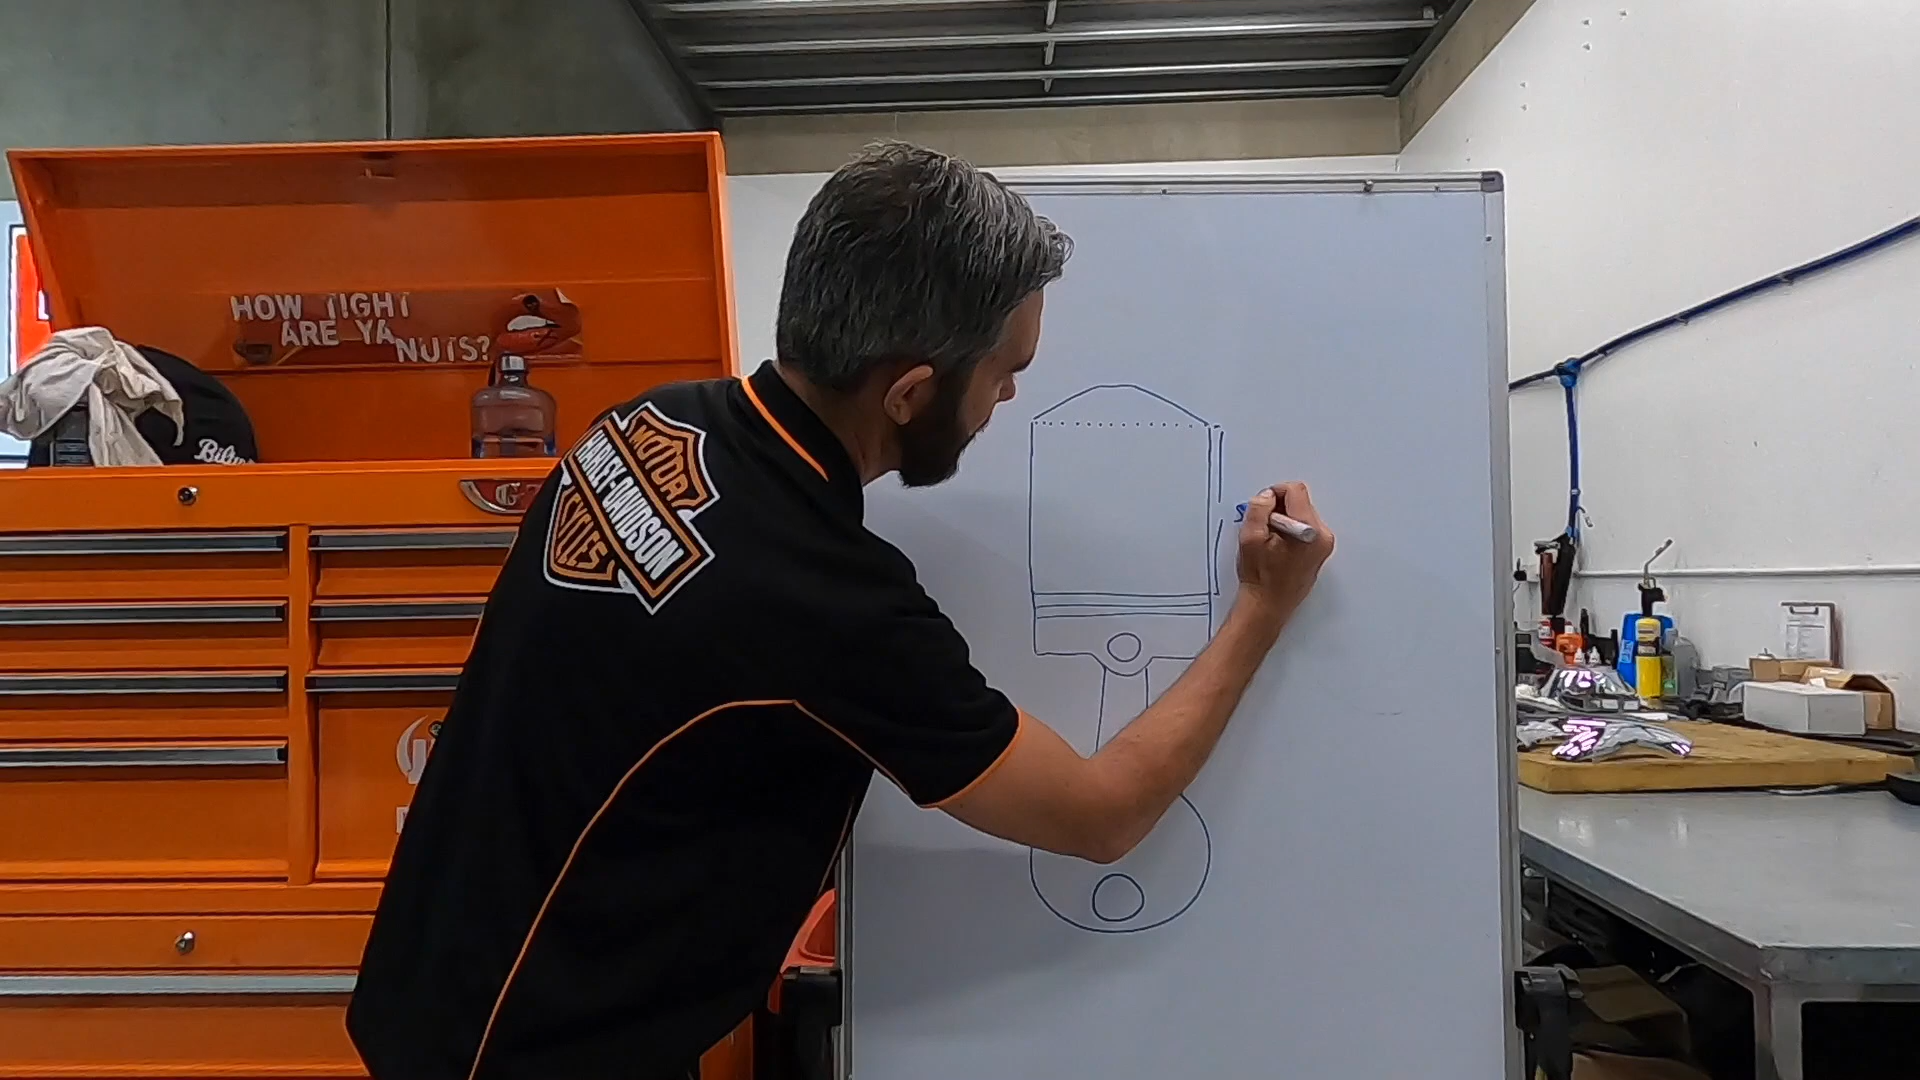 HOW TIGHT
ARE YA
NUTS?
MOTOR
HARLEY-DAVIDSON
CYCLES
S